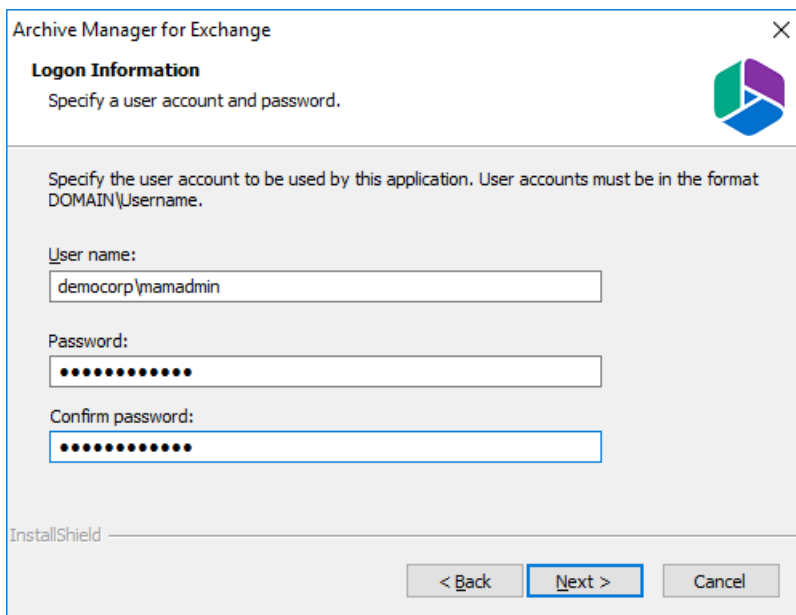 Archive Manager for Exchange
Logon Information
Specify a user account and password.
Specify the user account to be used by this application. User accounts must be in the format
DOMAIN\Username.
User name:
democorp\mamadmin
Password:
●●●●●●●●●●●●
Confirm password:
●●●●●●●●●●●●
InstallShield
< Back Next > Cancel